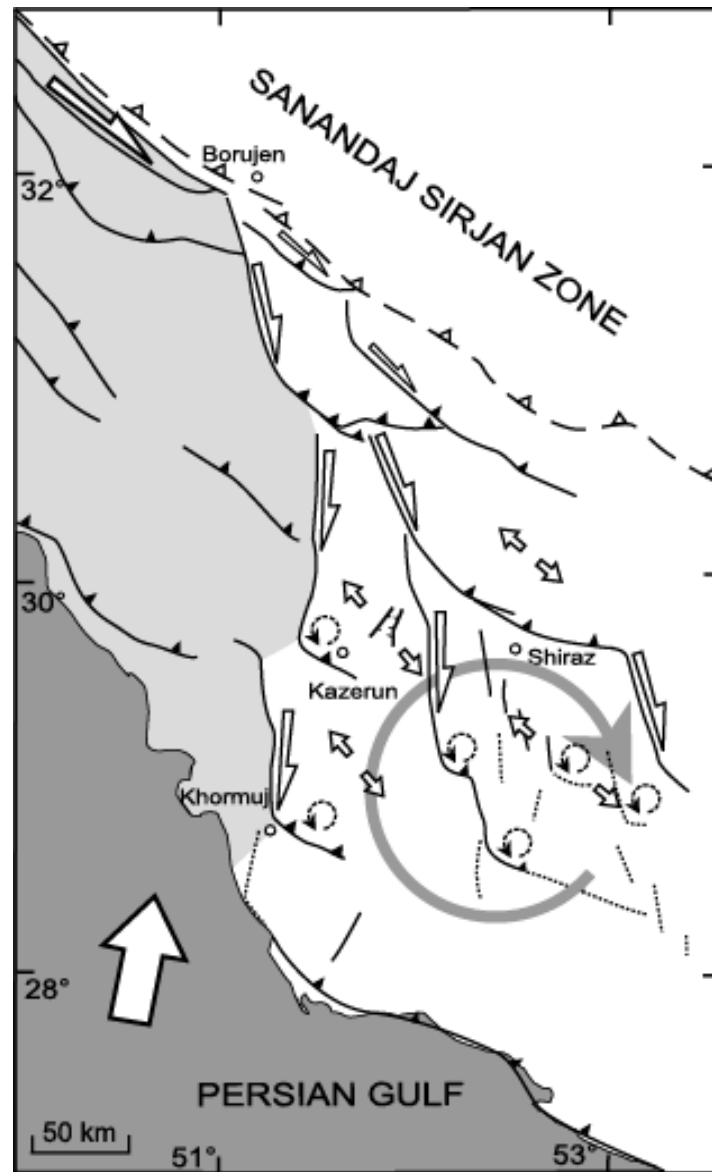 SANANDAJ SIRJAN ZONE
Borujen
32°
30°
Shiraz
Kazerun
Khormuj
28°
PERSIAN GULF
50 km
51°
53°